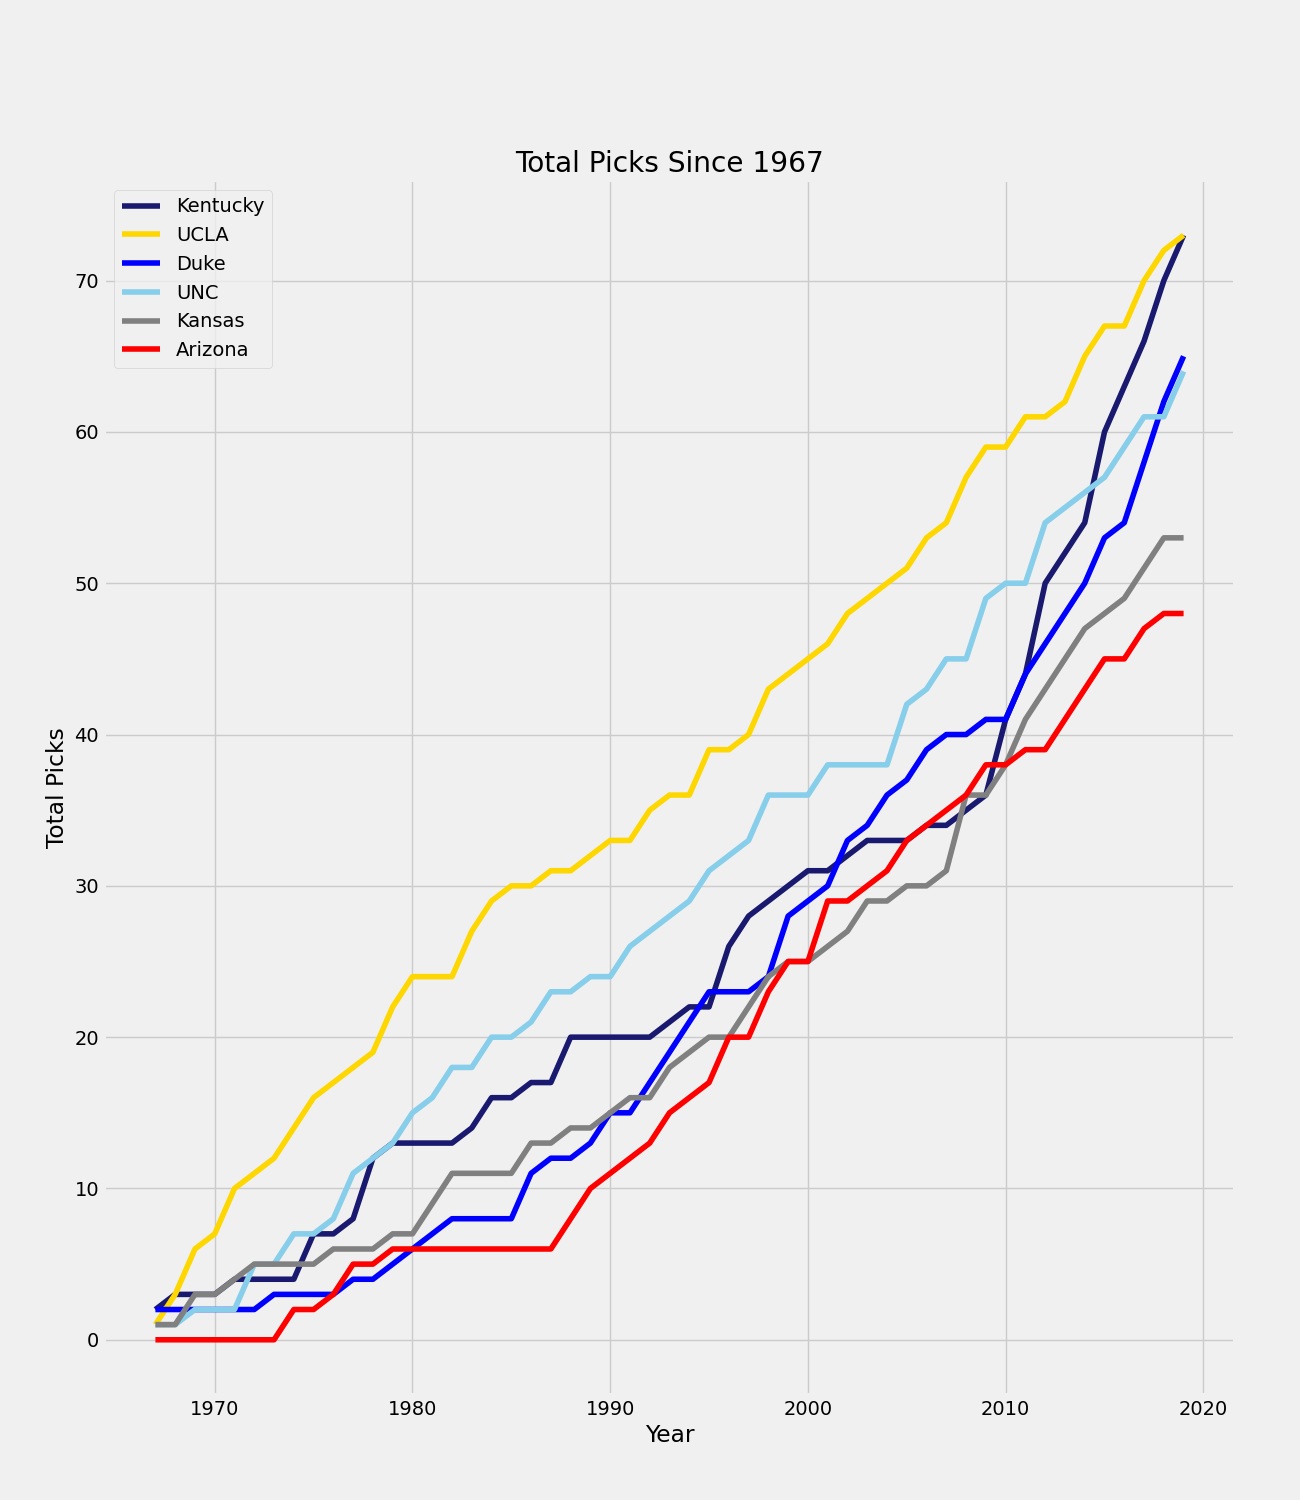 Total Picks Since 1967
Kentucky
UCLA
Duke
UNC
Kansas
Arizona
70
60
50
40
30
20
10
0
Total Picks
1970 1980 1990 2000 2010 2020
Year